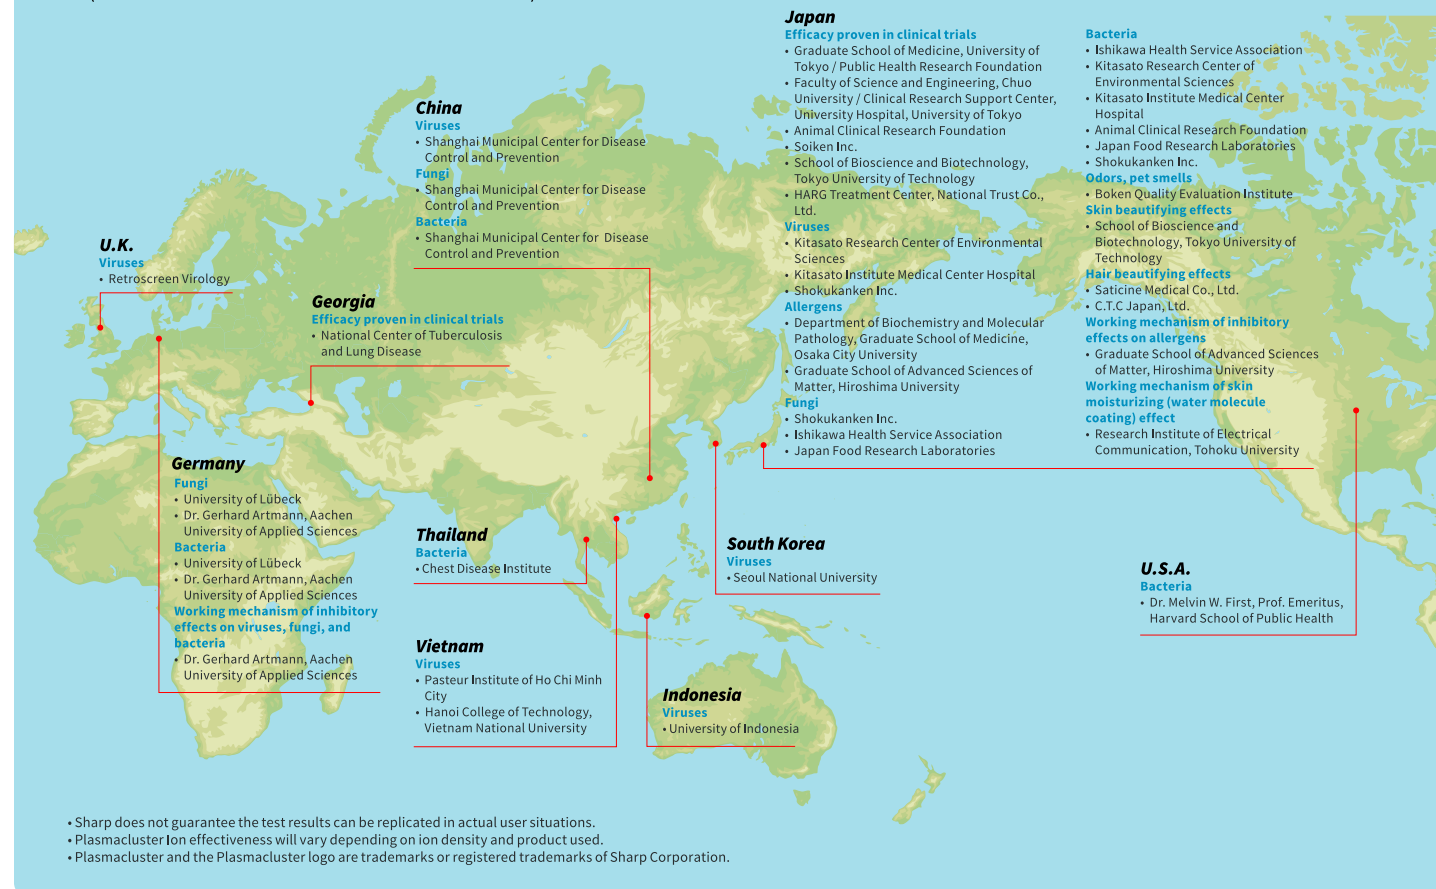 Japan
Efficacy proven in clinical trials
• Graduate School of Medicine, University of
Tokyo / Public Health Research Foundation
• Faculty of Science and Engineering, Chuo
University / Clinical Research Support Center,
University Hospital, University of Tokyo
• Animal Clinical Research Foundation
• Soiken Inc.
• School of Bioscience and Biotechnology,
Tokyo University of Technology
• HARG Treatment Center, National Trust Co.,
Ltd.
Viruses
• Kitasato Research Center of Environmental
Sciences
• Kitasato Institute Medical Center Hospital
• Shokukanken Inc.
Allergens
• Department of Biochemistry and Molecular
Pathology, Graduate School of Medicine,
Osaka City University
• Graduate School of Advanced Sciences of
Matter, Hiroshima University
Fungi
• Shokukanken Inc.
• Ishikawa Health Service Association
• Japan Food Research Laboratories
Bacteria
• Ishikawa Health Service Association
• Kitasato Research Center of
Environmental Sciences
• Kitasato Institute Medical Center
Hospital
• Animal Clinical Research Foundation
• Japan Food Research Laboratories
• Shokukanken Inc.
Odors, pet smells
• Boken Quality Evaluation Institute
Skin beautifying effects
• School of Bioscience and
Biotechnology, Tokyo University of
Technology
Hair beautifying effects
• Saticine Medical Co., Ltd.
• C.T.C Japan, Ltd.
Working mechanism of inhibitory
effects on allergens
• Graduate School of Advanced Sciences
of Matter, Hiroshima University
Working mechanism of skin
moisturizing (water molecule
coating) effect
• Research Institute of Electrical
Communication, Tohoku University
China
Viruses
• Shanghai Municipal Center for Disease
Control and Prevention
Fungi
• Shanghai Municipal Center for Disease
Control and Prevention
Bacteria
• Shanghai Municipal Center for Disease
Control and Prevention
U.K.
Viruses
• Retroscreen Virology
Georgia
Efficacy proven in clinical trials
• National Center of Tuberculosis
and Lung Disease
Germany
Fungi
• University of Lübeck
• Dr. Gerhard Artmann, Aachen
University of Applied Sciences
Bacteria
• University of Lübeck
• Dr. Gerhard Artmann, Aachen
University of Applied Sciences
Working mechanism of inhibitory
effects on viruses, fungi, and
bacteria
• Dr. Gerhard Artmann, Aachen
University of Applied Sciences
Thailand
Bacteria
• Chest Disease Institute
Vietnam
Viruses
• Pasteur Institute of Ho Chi Minh
City
• Hanoi College of Technology,
Vietnam National University
South Korea
Viruses
• Seoul National University
Indonesia
Viruses
• University of Indonesia
U.S.A.
Bacteria
• Dr. Melvin W. First, Prof. Emeritus,
Harvard School of Public Health
• Sharp does not guarantee the test results can be replicated in actual user situations.
• Plasmacluster Ion effectiveness will vary depending on ion density and product used.
• Plasmacluster and the Plasmacluster logo are trademarks or registered trademarks of Sharp Corporation.